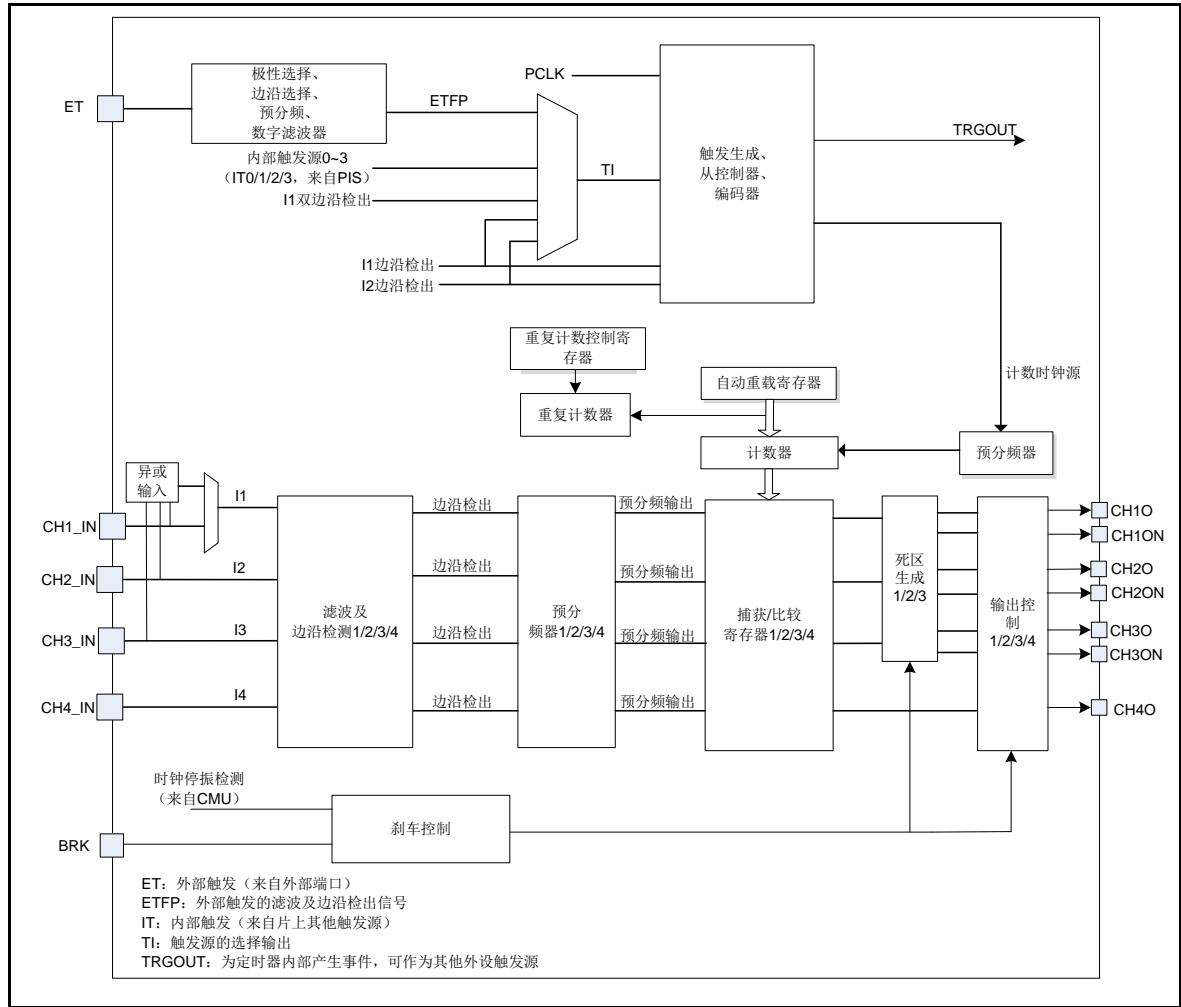 极性选择、
边沿选择、
预分频、
数字滤波器
ET
ETFP
PCLK
内部触发源0~3
（IT0/1/2/3，来自PIS）
I1双边沿检出
TI
I1边沿检出
I2边沿检出
触发生成、
从控制器、
编码器
TRGOUT
重复计数控制寄
存器
自动重载寄存器
计数时钟源
重复计数器
计数器
预分频器
异或
输入
CH1_IN
CH2_IN
CH3_IN
CH4_IN
I1
I2
I3
I4
滤波及
边沿检测1/2/3/4
边沿检出
边沿检出
边沿检出
边沿检出
预分
频器1/2/3/4
预分频输出
预分频输出
预分频输出
预分频输出
捕获/比较
寄存器1/2/3/4
死区
生成
1/2/3
输出控
制
1/2/3/4
CH1O
CH1ON
CH2O
CH2ON
CH3O
CH3ON
CH4O
时钟停振检测
（来自CMU）
BRK
刹车控制
ET：外部触发（来自外部端口）
ETFP：外部触发的滤波及边沿检出信号
IT：内部触发（来自片上其他触发源）
TI：触发源的选择输出
TRGOUT：为定时器内部产生事件，可作为其他外设触发源